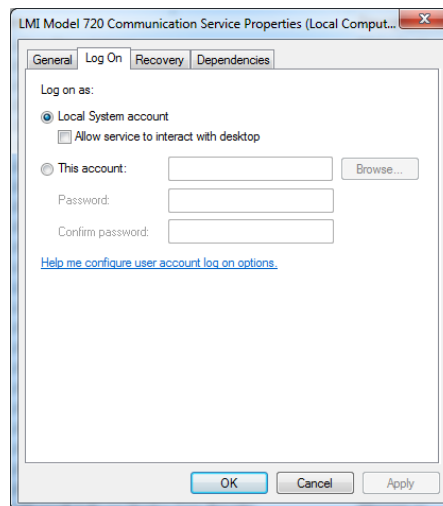 LMI Model 720 Communication Service Properties (Local Comput...
General Log On Recovery Dependencies
Log on as:
Local System account
Allow service to interact with desktop
This account: Browse...
Password:
Confirm password:
Help me configure user account log on options.
OK Cancel Apply